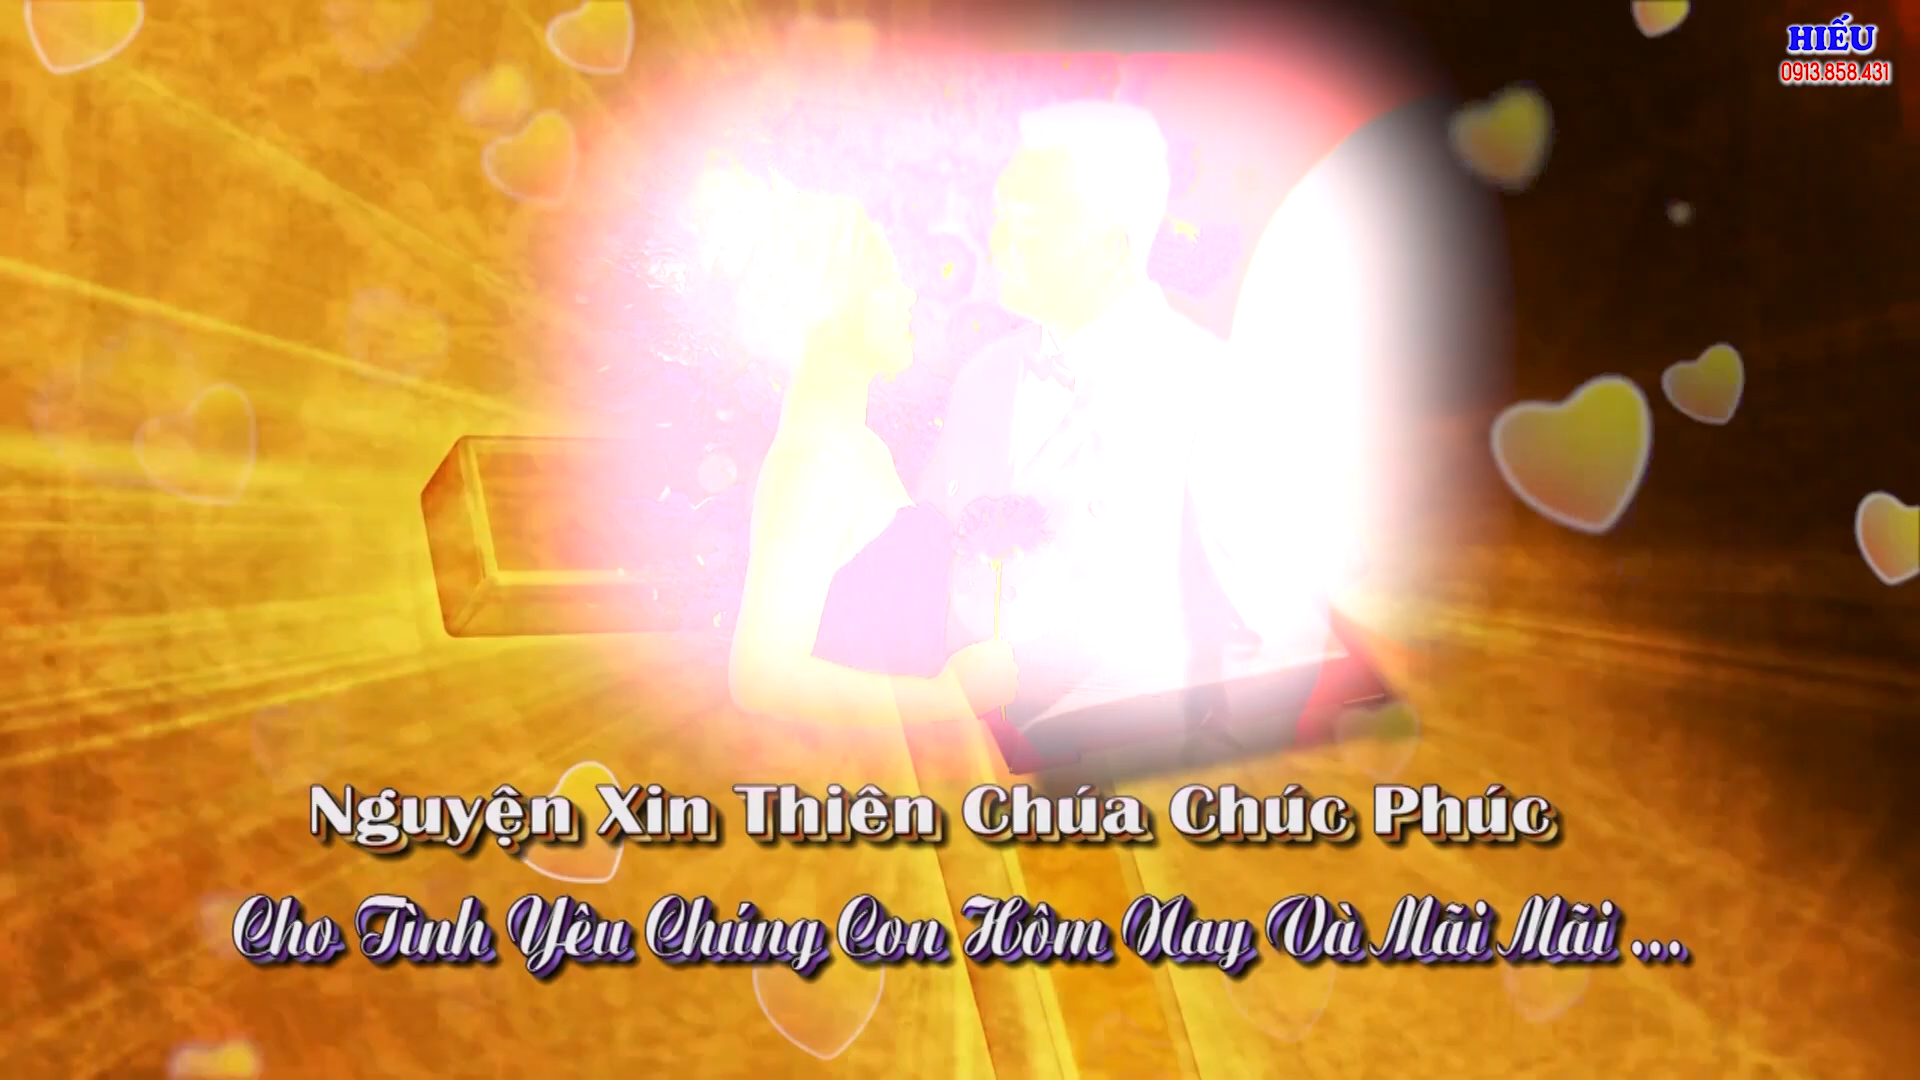 HIẾU
0913.858.431
Nguyện Xin Thiên Chúa Chúc Phúc
Cho Tình Yêu Chúng Con Hôm Nay Và Mãi Mãi ...